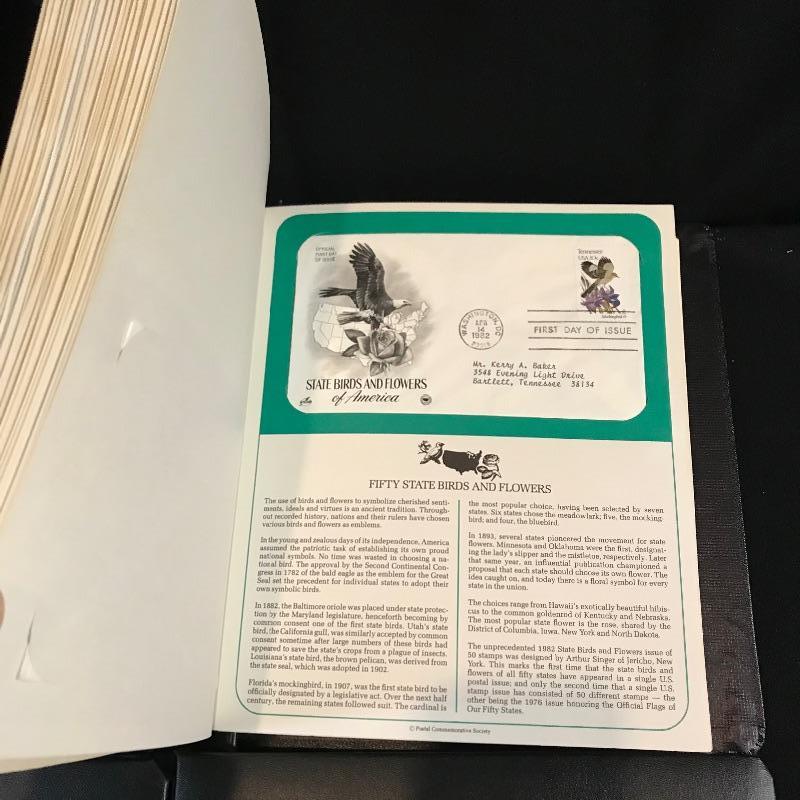 OFFICIAL
FIRST DAY
OF ISSUE
STATE BIRDS AND FLOWERS
of America
WASHINGTON, DC
APR
14
1982
FIRST DAY OF ISSUE
Tennessee
USA 20c
Mockingbird
Mr. Kerry A. Baker
3548 Evening Light Drive
Bartlett, Tennessee 38134
FIFTY STATE BIRDS AND FLOWERS
The use of birds and flowers to symbolize cherished senti-
ments, ideals and virtues is an ancient tradition. Through-
out recorded history, nations and their rulers have chosen
various birds and flowers as emblems.
In the young and zealous days of its independence, America
assumed the patriotic task of establishing its own proud
national symbols. No time was wasted in choosing a na-
tional bird. The approval by the Second Continental Con-
gress in 1782 of the bald eagle as the emblem for the Great
Seal set the precedent for individual states to adopt their
own symbolic birds.
In 1882, the Baltimore oriole was placed under state protec-
tion by the Maryland legislature, henceforth becoming by
common consent one of the first state birds. Utah's state
bird, the California gull, was similarly accepted by common
consent sometime after large numbers of these birds had
appeared to save the state's crops from a plague of insects.
Louisiana's state bird, the brown pelican, was derived from
the state seal, which was adopted in 1902.
Florida's mockingbird, in 1907, was the first state bird to be
officially designated by a legislative act. Over the next half
century, the remaining states followed suit. The cardinal is
the most popular choice, having been selected by seven
states. Six states chose the meadowlark; five, the mocking-
bird; and four, the bluebird.
In 1893, several states pioneered the movement for state
flowers. Minnesota and Oklahoma were the first, designat-
ing the lady's slipper and the mistletoe, respectively. Later
that same year, an influential publication championed a
proposal that each state should choose its own flower. The
idea caught on, and today there is a floral symbol for every
state in the union.
The choices range from Hawaii's exotically beautiful hibis-
cus to the common goldenrod of Kentucky and Nebraska.
The most popular state flower is the rose, shared by the
District of Columbia, Iowa, New York and North Dakota.
The unprecedented 1982 State Birds and Flowers issue of
50 stamps was designed by Arthur Singer of Jericho, New
York. This marks the first time that the state birds and
flowers of all fifty states have appeared in a single U.S.
postal issue; and only the second time that a single U.S.
stamp issue has consisted of 50 different stamps — the
other being the 1976 issue honoring the Official Flags of
Our Fifty States.
© Postal Commemorative Society